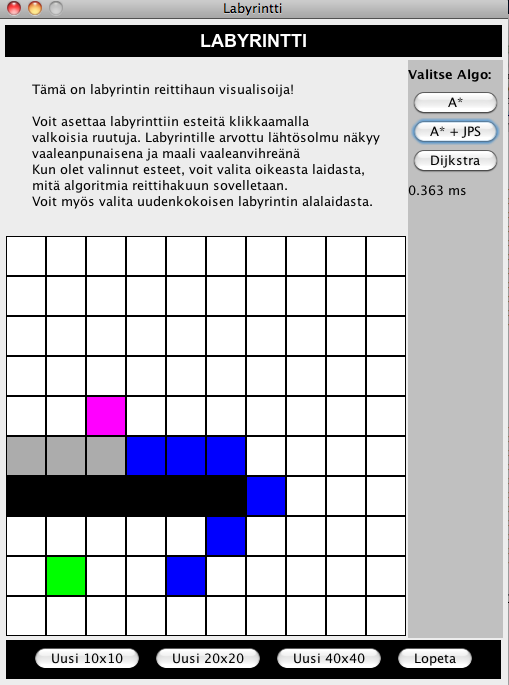 Labyrintti
LABYRINTTI
Tämä on labyrintin reittihaun visualisoija!
Voit asettaa labyrinttiin esteitä klikkaamalla
valkoisia ruutuja. Labyrintille arvottu lähtösolmu näkyy
vaaleanpunaisena ja maali vaaleanvihreänä
Kun olet valinnut esteet, voit valita oikeasta laidasta,
mitä algoritmia reittihakuun sovelletaan.
Voit myös valita uudenkokoisen labyrintin alalaidasta.
Valitse Algo:
A*
A* + JPS
Dijkstra
0.363 ms
Uusi 10x10
Uusi 20x20
Uusi 40x40
Lopeta